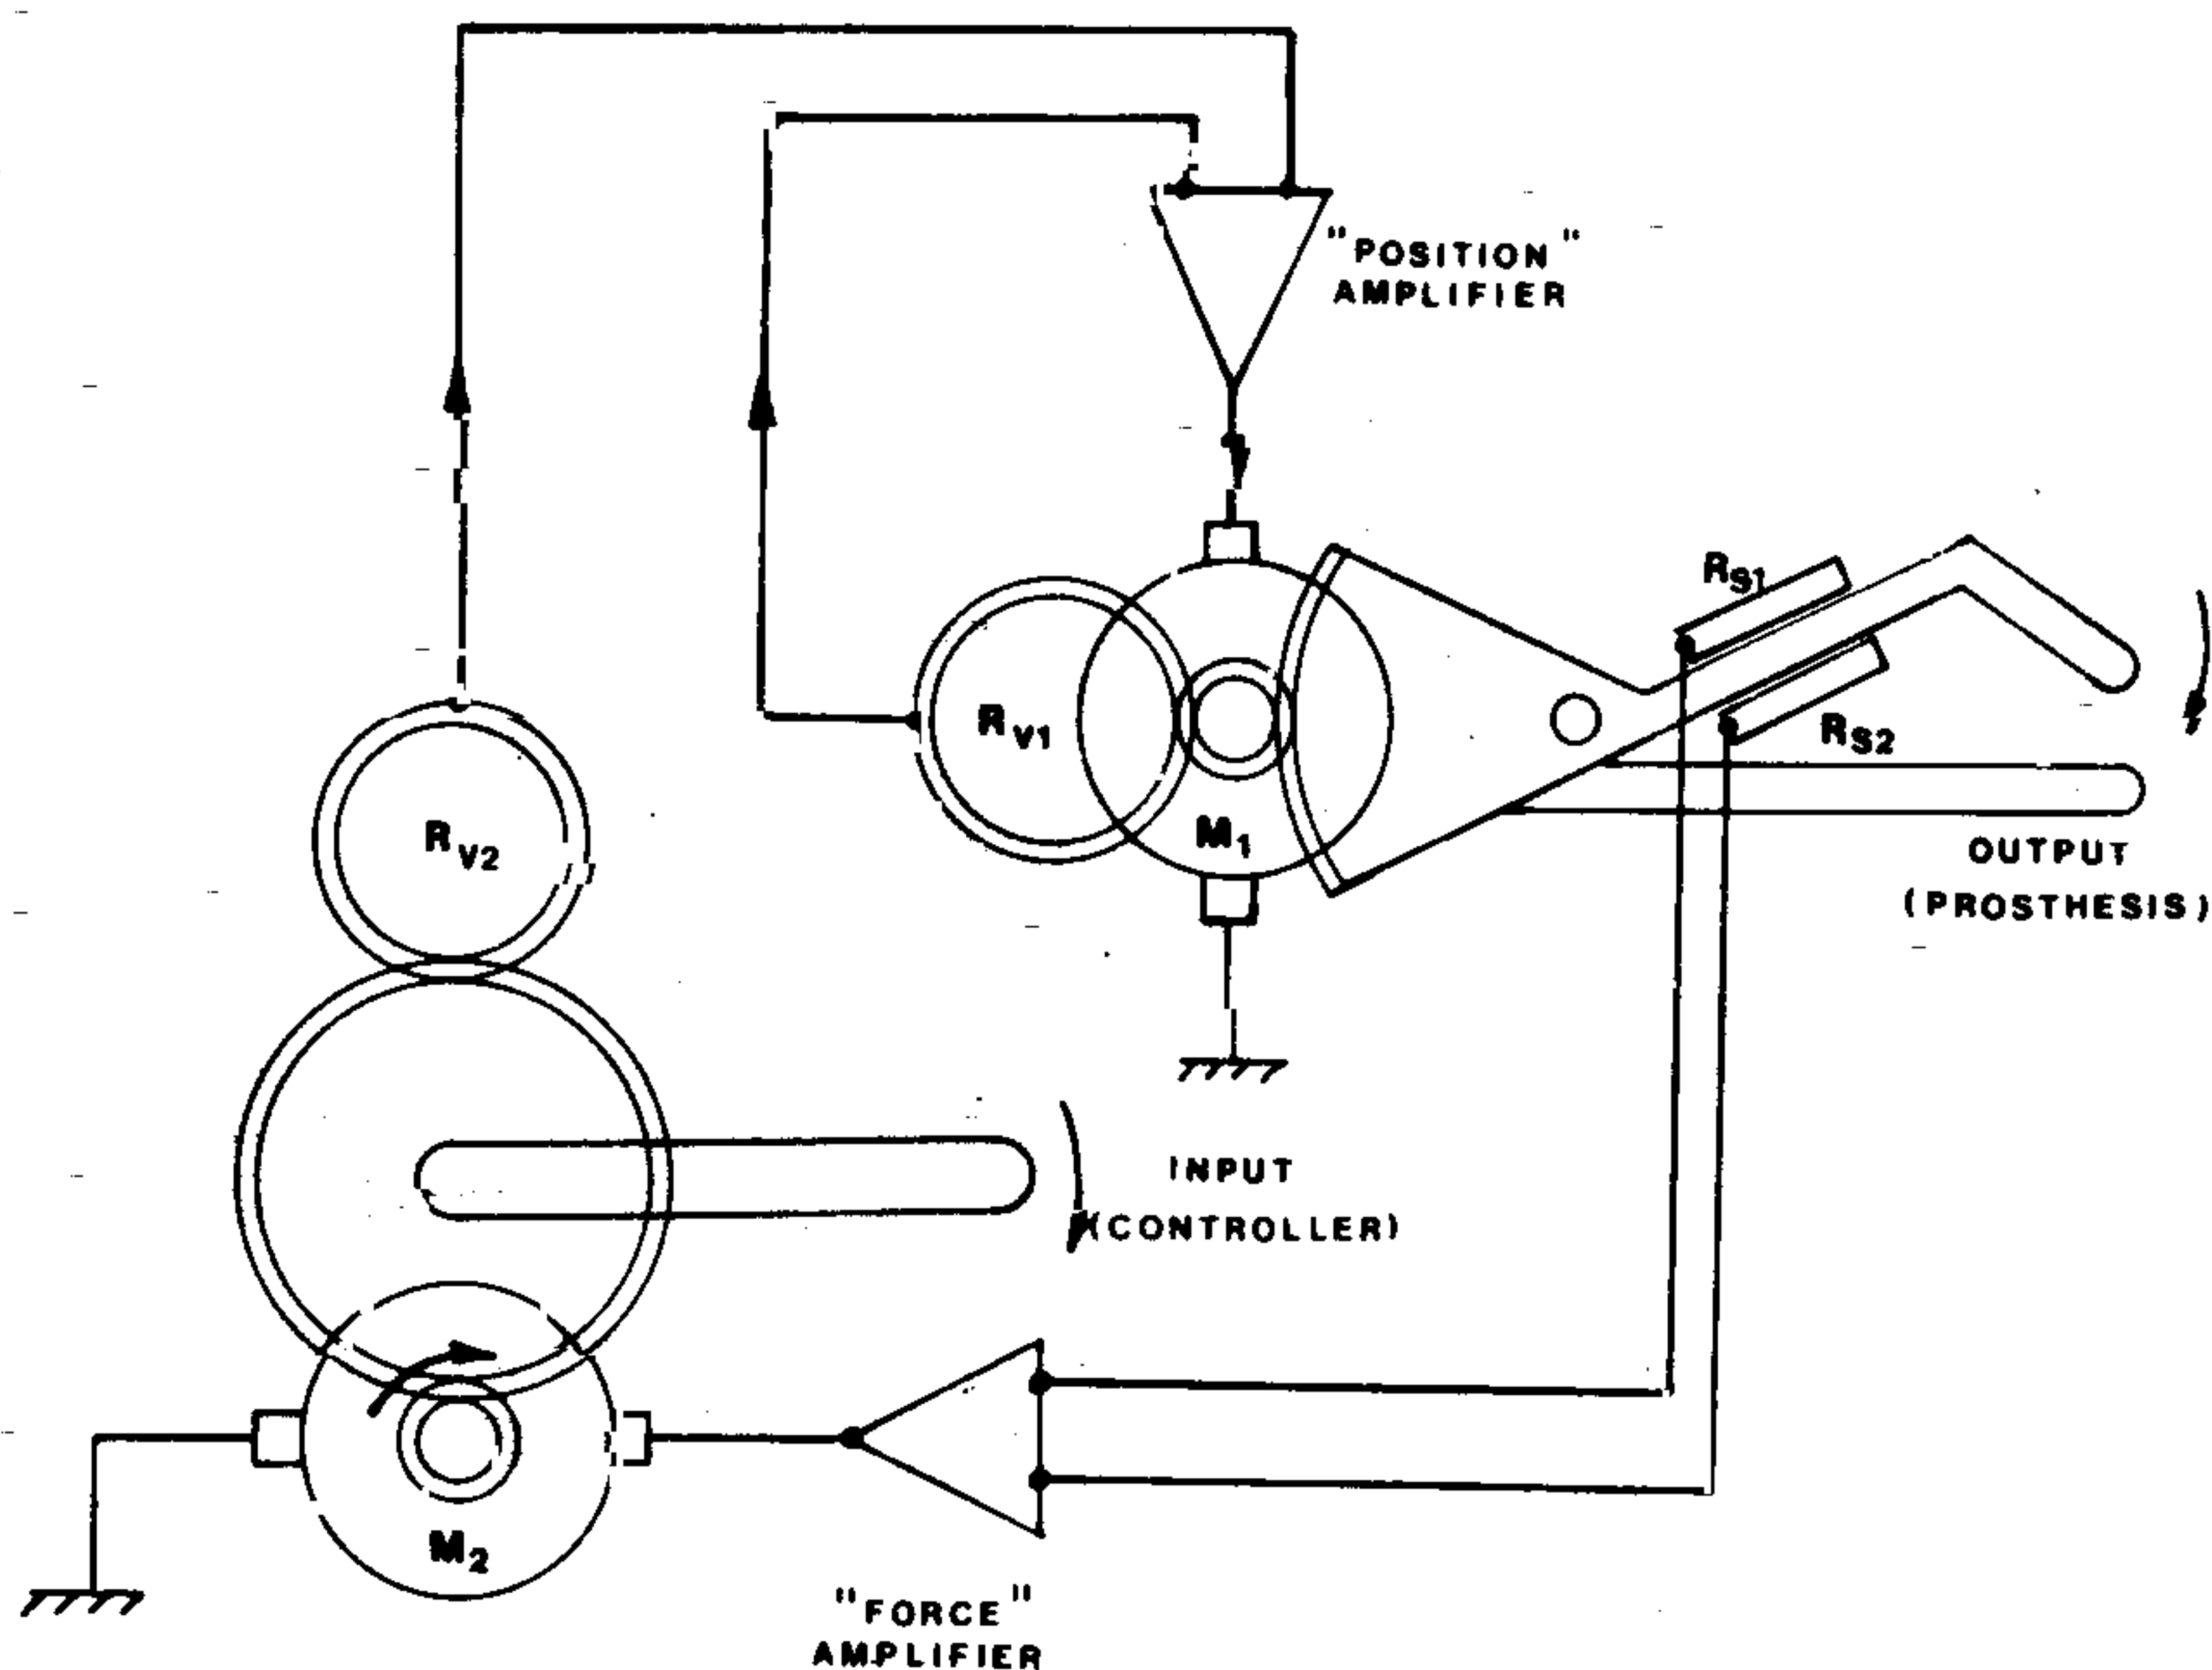 "POSITION"
AMPLIFIER
RS1
RV1
RS2
M1
RV2
OUTPUT
(PROSTHESIS)
INPUT
(CONTROLLER)
M2
"FORCE"
AMPLIFIER